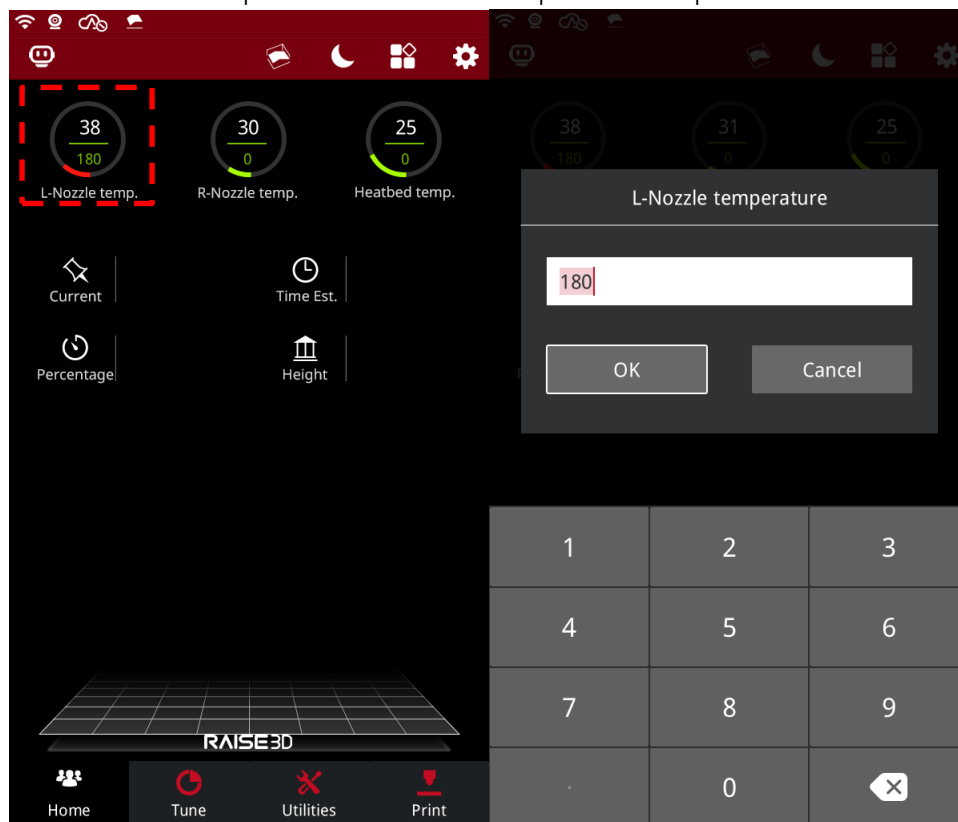 38
180
L-Nozzle temp.
30
0
R-Nozzle temp.
25
0
Heatbed temp.
Current
Time Est.
Percentage
Height
RAISE3D
Home
Tune
Utilities
Print
38
180
31
0
25
0
L-Nozzle temperature
180
OK
Cancel
1 2 3
4 5 6
7 8 9
. 0